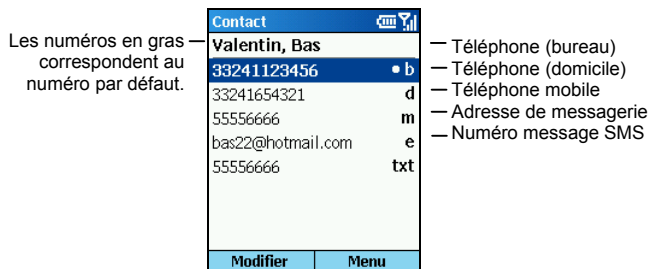 Les numéros en gras correspondent au numéro par défaut.
Contact
Valentin, Bas
33241123456 • b
33241654321 d
55556666 m
bas22@hotmail.com e
55556666 txt
Modifier Menu
Téléphone (bureau)
Téléphone (domicile)
Téléphone mobile
Adresse de messagerie
Numéro message SMS